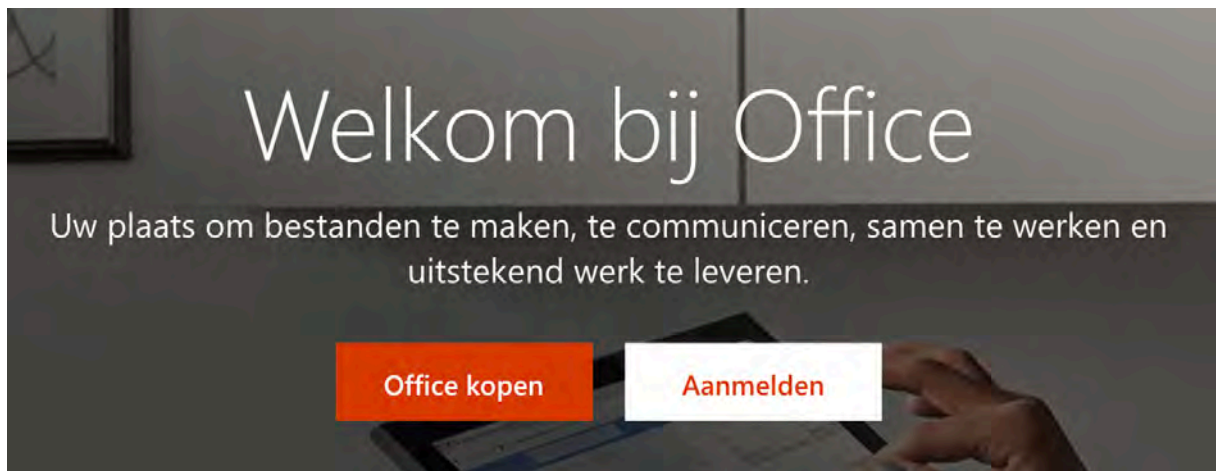 Welkom bij Office
Uw plaats om bestanden te maken, te communiceren, samen te werken en
uitstekend werk te leveren.
Office kopen
Aanmelden